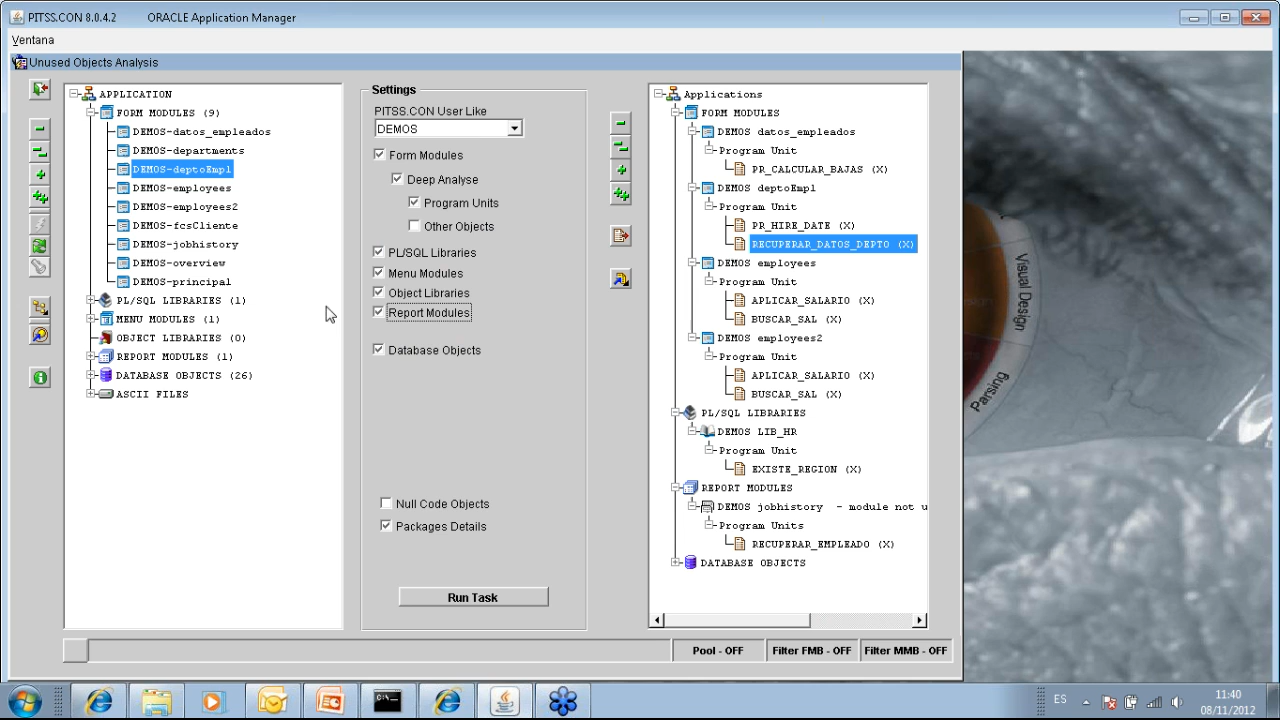 PITSS.CON 8.0.4.2 ORACLE Application Manager
Ventana
Unused Objects Analysis
APPLICATION
FORM MODULES (9)
DEMOS-datos_empleados
DEMOS-departments
DEMOS-deptoEmpl
DEMOS-employees
DEMOS-employees2
DEMOS-fcsCliente
DEMOS-jobhistory
DEMOS-overview
DEMOS-principal
PL/SQL LIBRARIES (1)
MENU MODULES (1)
OBJECT LIBRARIES (0)
REPORT MODULES (1)
DATABASE OBJECTS (26)
ASCII FILES
Settings
PITSS.CON User Like
DEMOS
Form Modules
Deep Analyse
Program Units
Other Objects
PL/SQL Libraries
Menu Modules
Object Libraries
Report Modules
Database Objects
Null Code Objects
Packages Details
Run Task
Applications
FORM MODULES
DEMOS datos_empleados
Program Unit
PR_CALCULAR_BAJAS (X)
DEMOS deptoEmpl
Program Unit
PR_HIRE_DATE (X)
RECUPERAR_DATOS_DEPTO (X)
DEMOS employees
Program Unit
APLICAR_SALARIO (X)
BUSCAR_SAL (X)
DEMOS employees2
Program Unit
APLICAR_SALARIO (X)
BUSCAR_SAL (X)
PL/SQL LIBRARIES
DEMOS LIB_HR
Program Unit
EXISTE_REGION (X)
REPORT MODULES
DEMOS jobhistory - module not u
Program Units
RECUPERAR_EMPLEADO (X)
DATABASE OBJECTS
Pool - OFF Filter FMB - OFF Filter MMB - OFF
Visual Design
Parsing
ES
11:40
08/11/2012